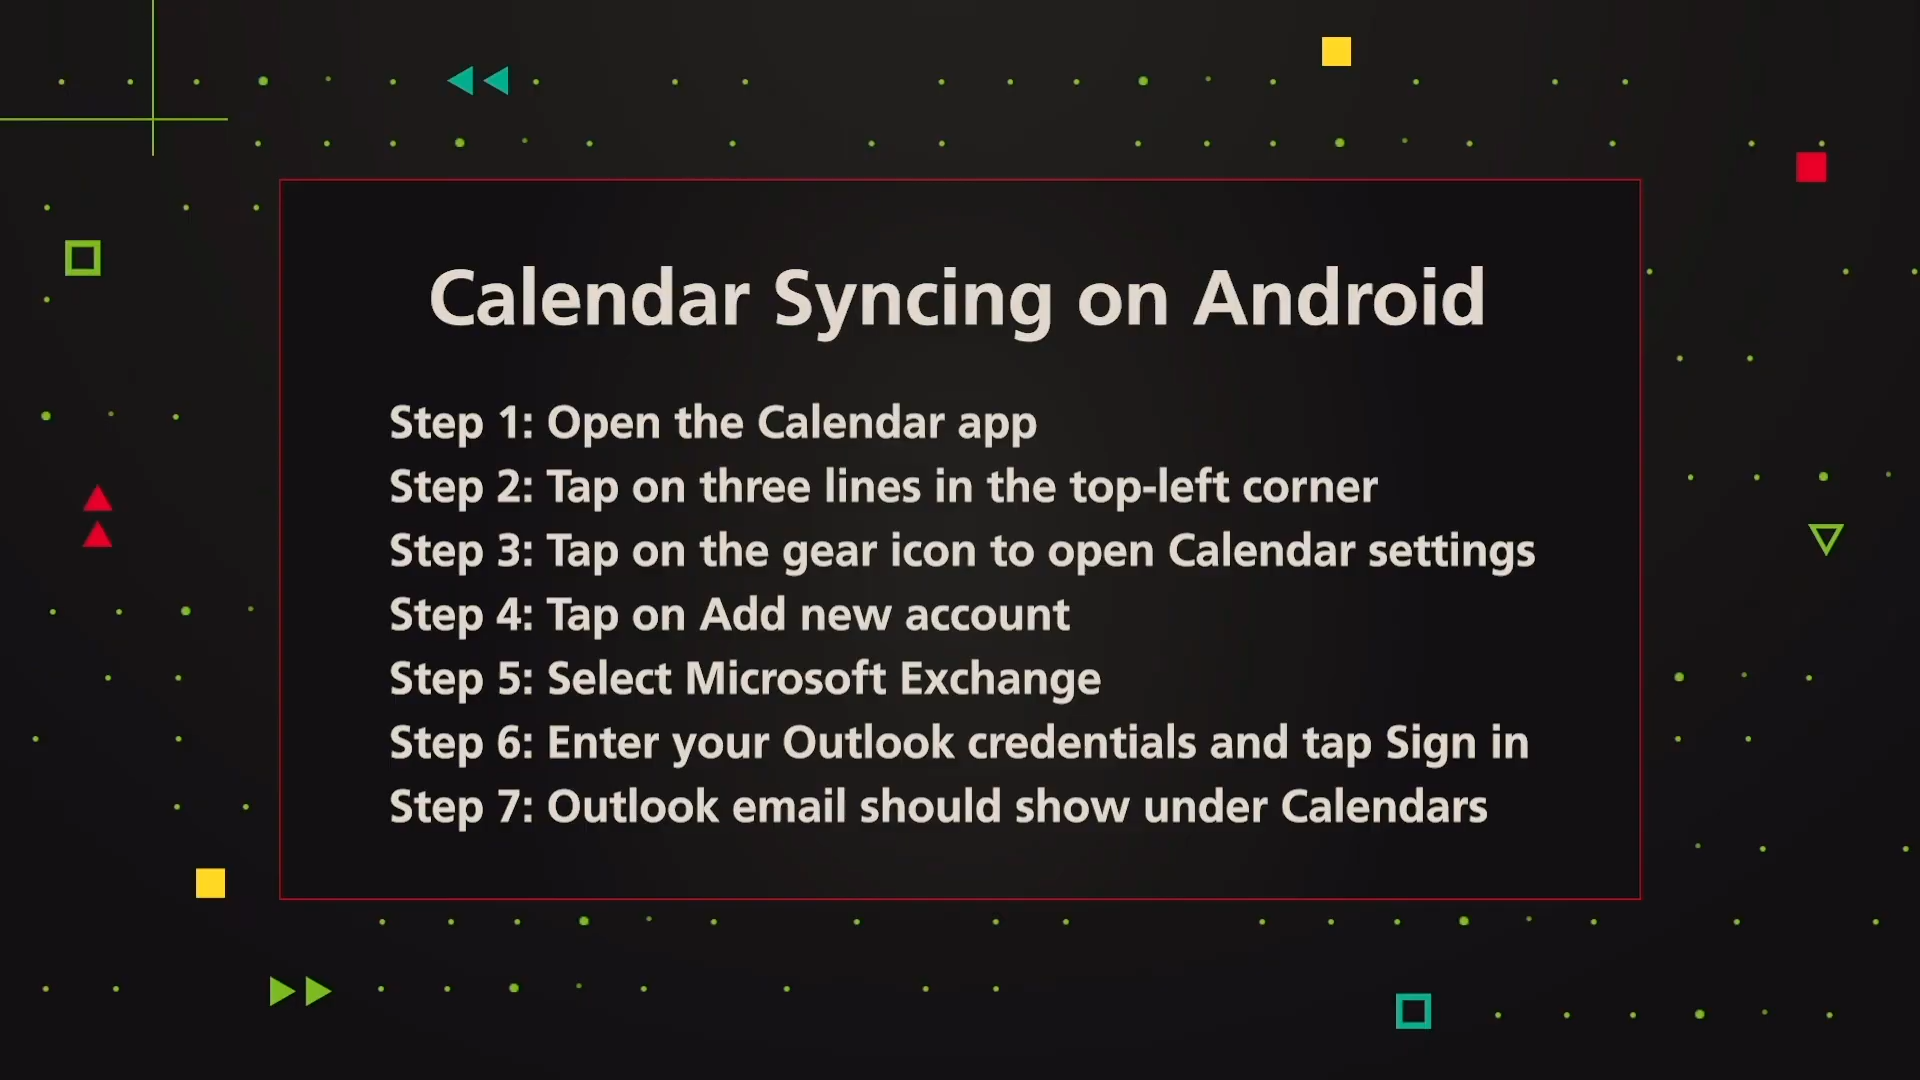 Calendar Syncing on Android
Step 1: Open the Calendar app
Step 2: Tap on three lines in the top-left corner
Step 3: Tap on the gear icon to open Calendar settings
Step 4: Tap on Add new account
Step 5: Select Microsoft Exchange
Step 6: Enter your Outlook credentials and tap Sign in
Step 7: Outlook email should show under Calendars